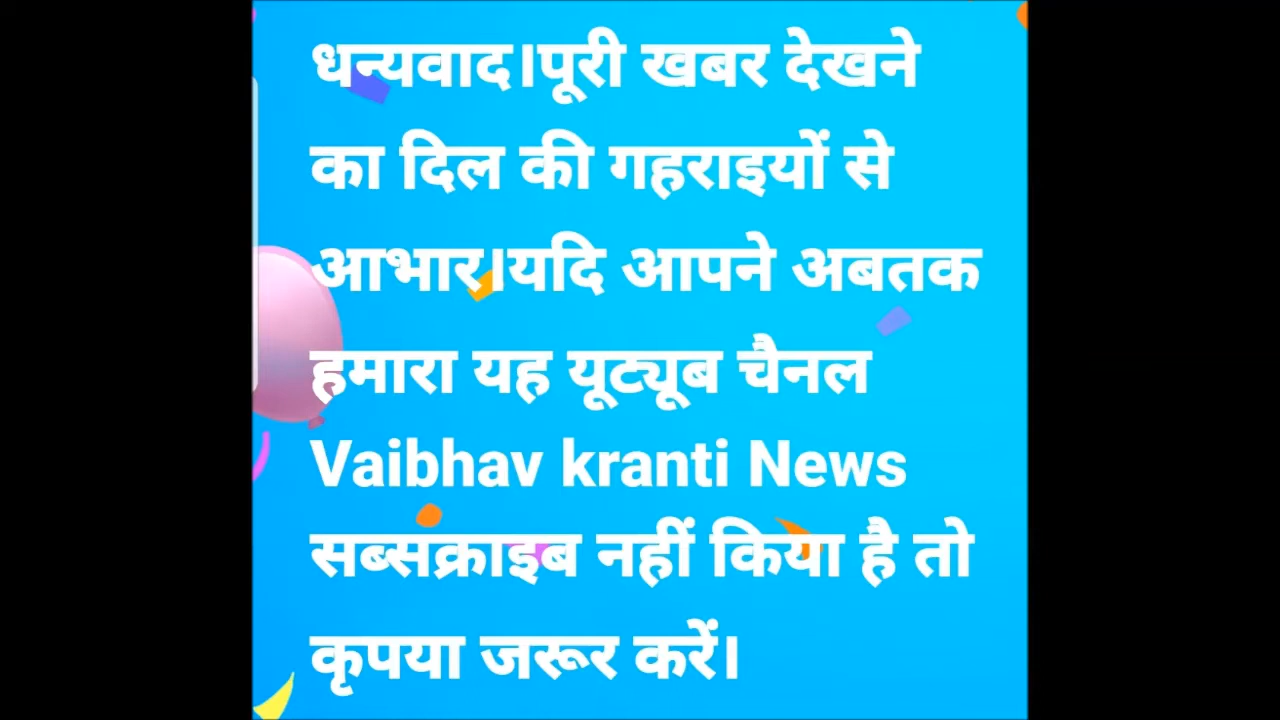 धन्यवाद।पूरी खबर देखने
का दिल की गहराइयों से
आभार।यदि आपने अबतक
हमारा यह यूट्यूब चैनल
Vaibhav kranti News
सब्सक्राइब नहीं किया है तो
कृपया जरूर करें।